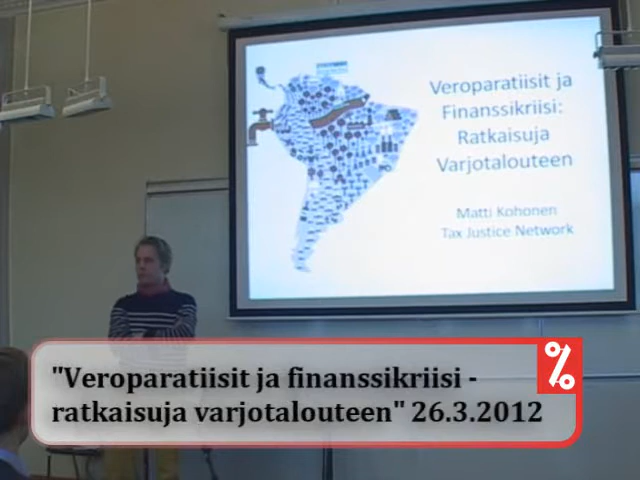 Veroparatiisit ja
Finanssikriisi:
Ratkaisuja
Varjotalouteen
Matti Kohonen
Tax Justice Network
%
"Veroparatiisit ja finanssikriisi -
ratkaisuja varjotalouteen" 26.3.2012